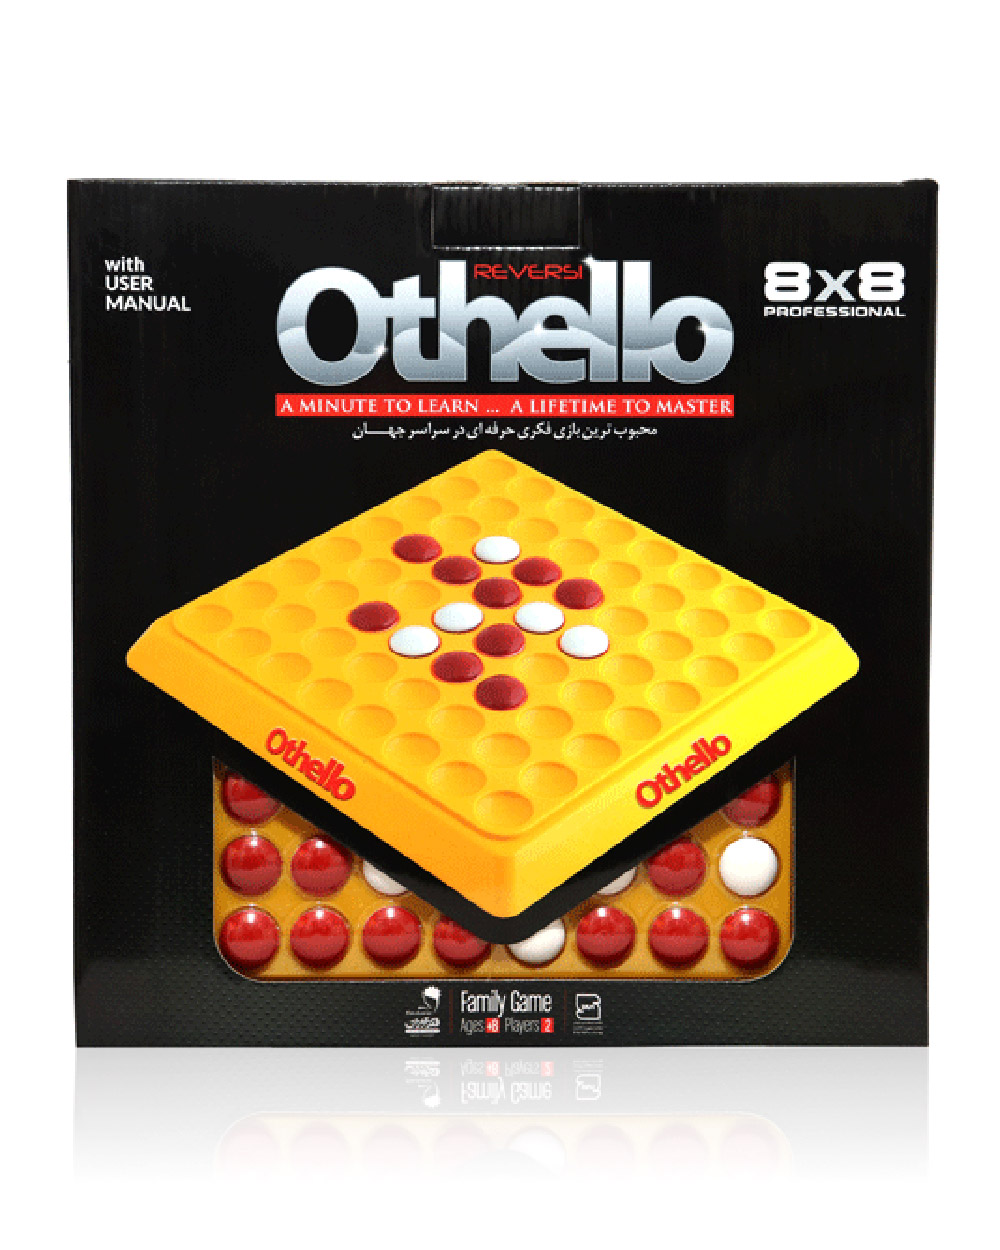 with
USER
MANUAL
REVERSI
Othello
8x8
PROFESSIONAL
A MINUTE TO LEARN ... A LIFETIME TO MASTER
محبوب ترین بازی فکری حرفه ای در سراسر جهان
Othello
Othello
Family Game
Ages +8 Players 2